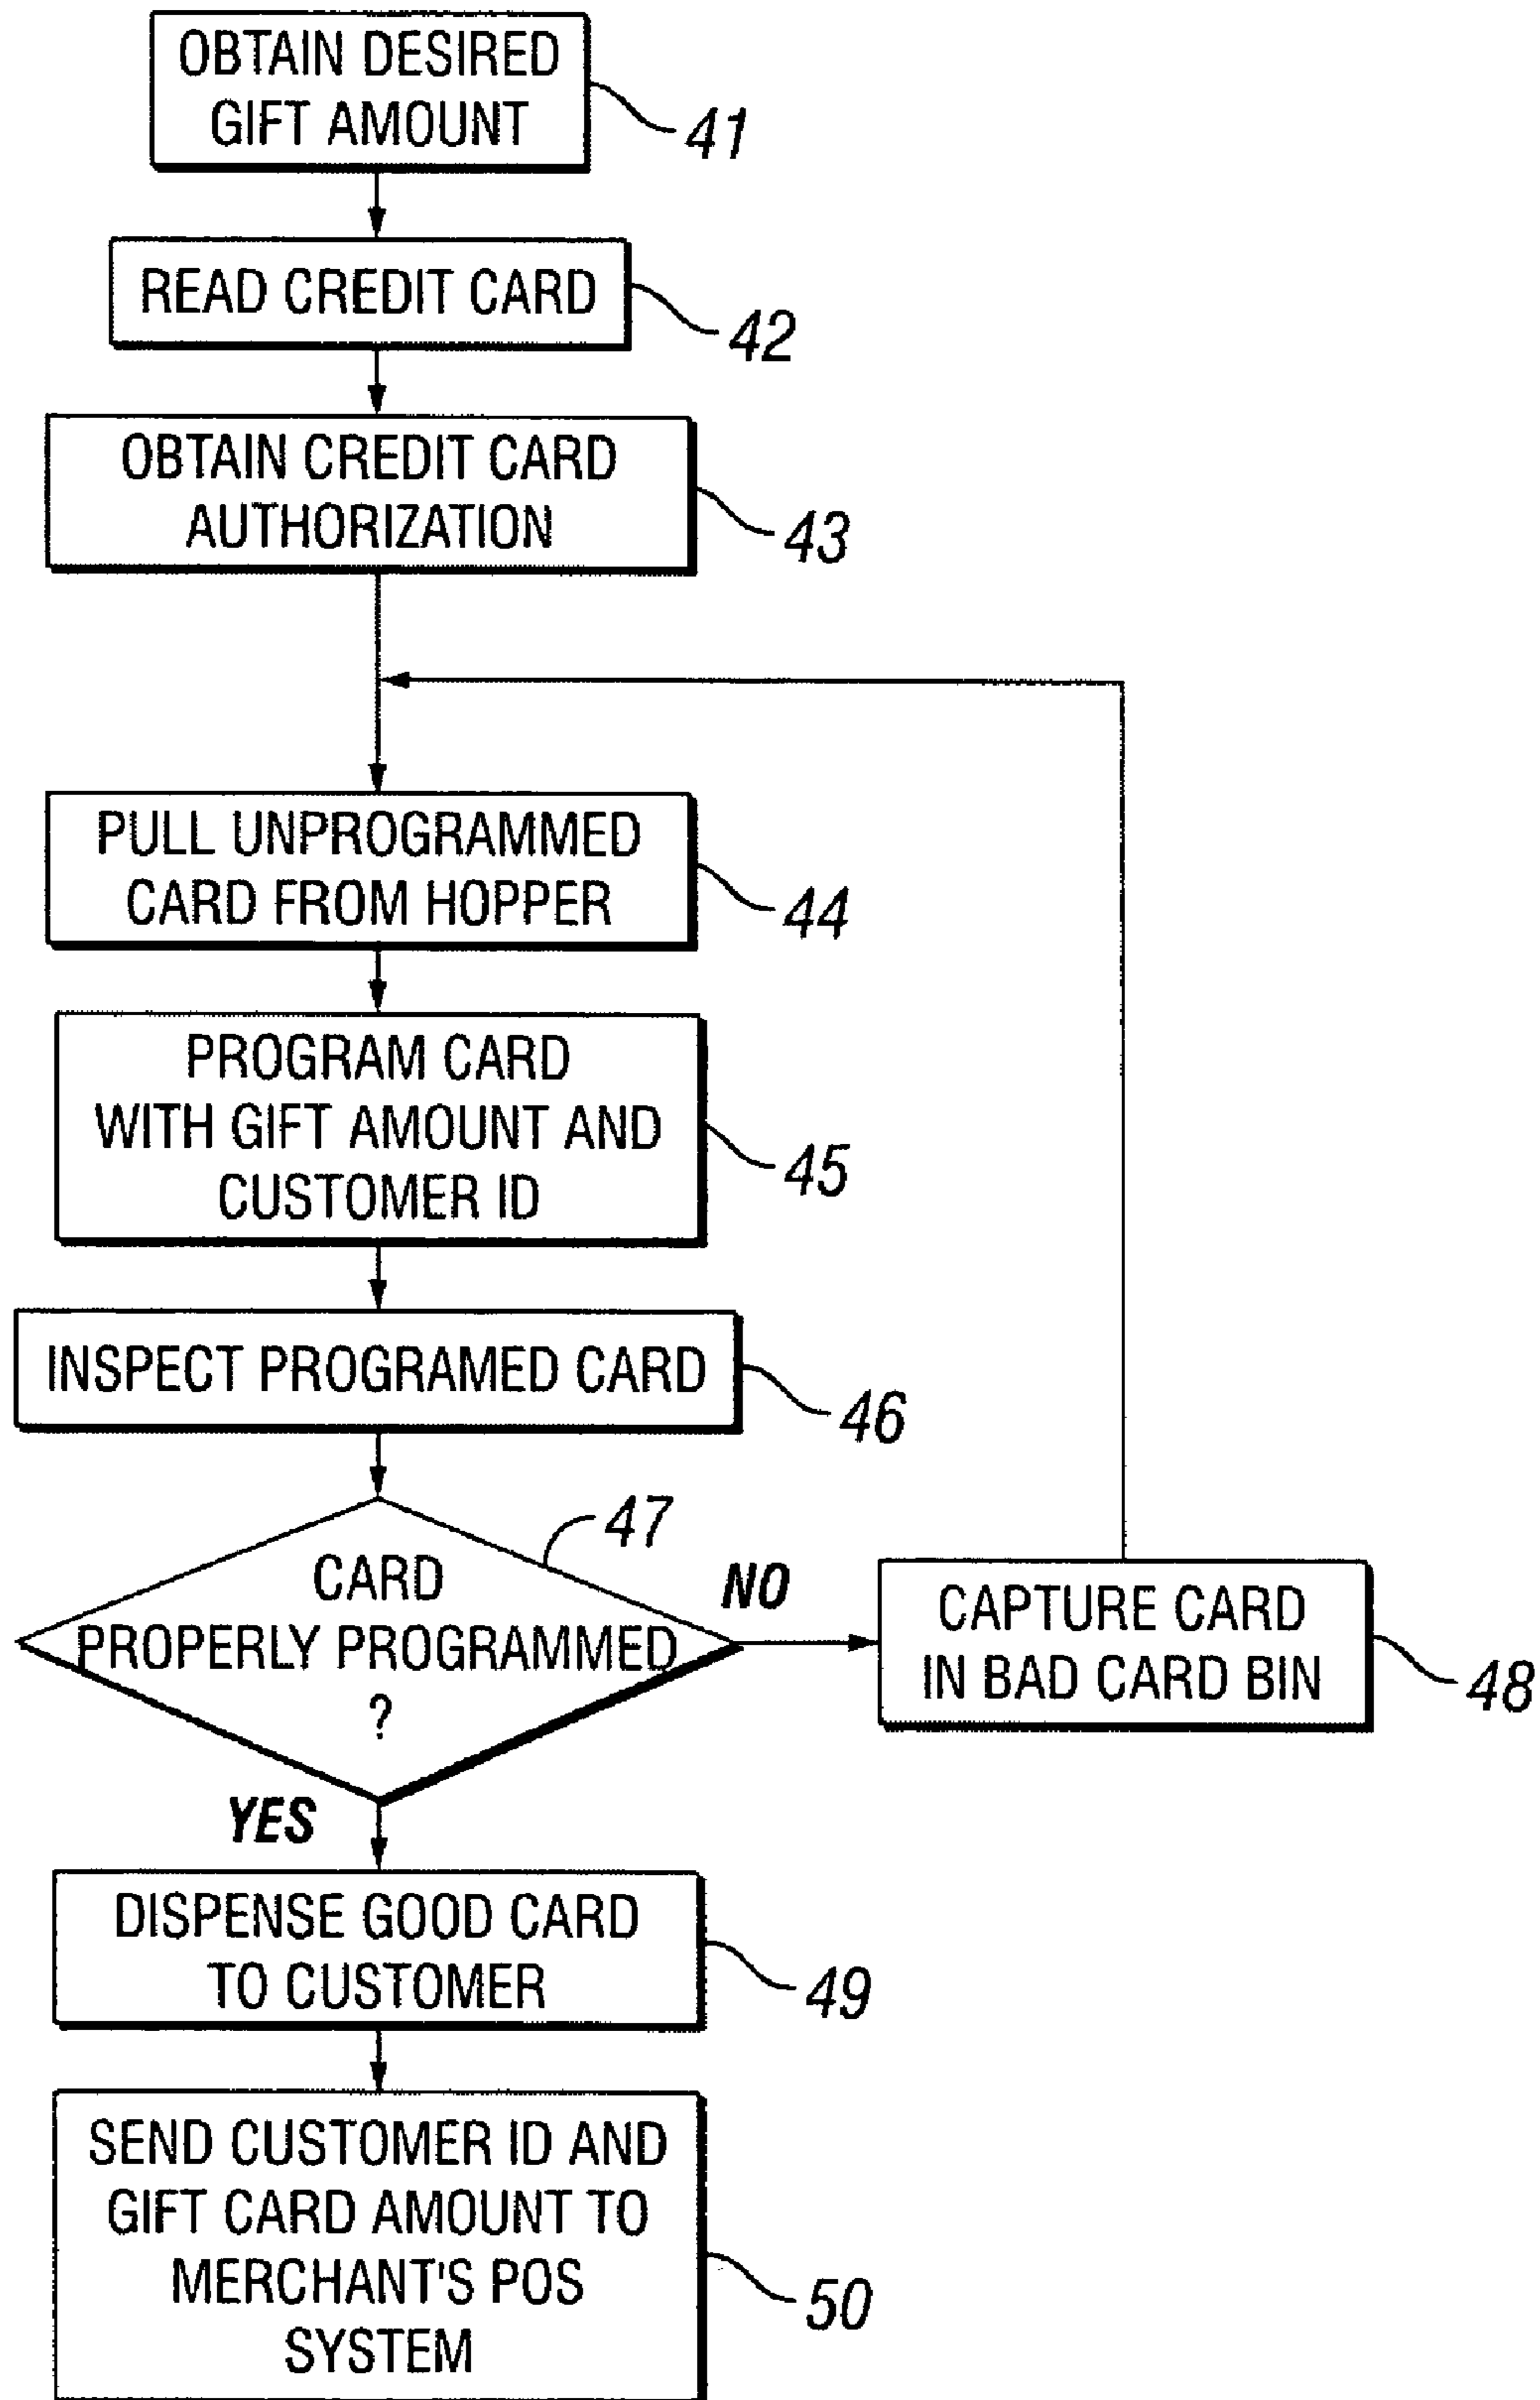 OBTAIN DESIRED
GIFT AMOUNT
41
READ CREDIT CARD
42
OBTAIN CREDIT CARD
AUTHORIZATION
43
PULL UNPROGRAMMED
CARD FROM HOPPER
44
PROGRAM CARD
WITH GIFT AMOUNT AND
CUSTOMER ID
45
INSPECT PROGRAMED CARD
46
47
CARD
PROPERLY PROGRAMMED
?
NO
CAPTURE CARD
IN BAD CARD BIN
48
YES
DISPENSE GOOD CARD
TO CUSTOMER
49
SEND CUSTOMER ID AND
GIFT CARD AMOUNT TO
MERCHANT'S POS
SYSTEM
50